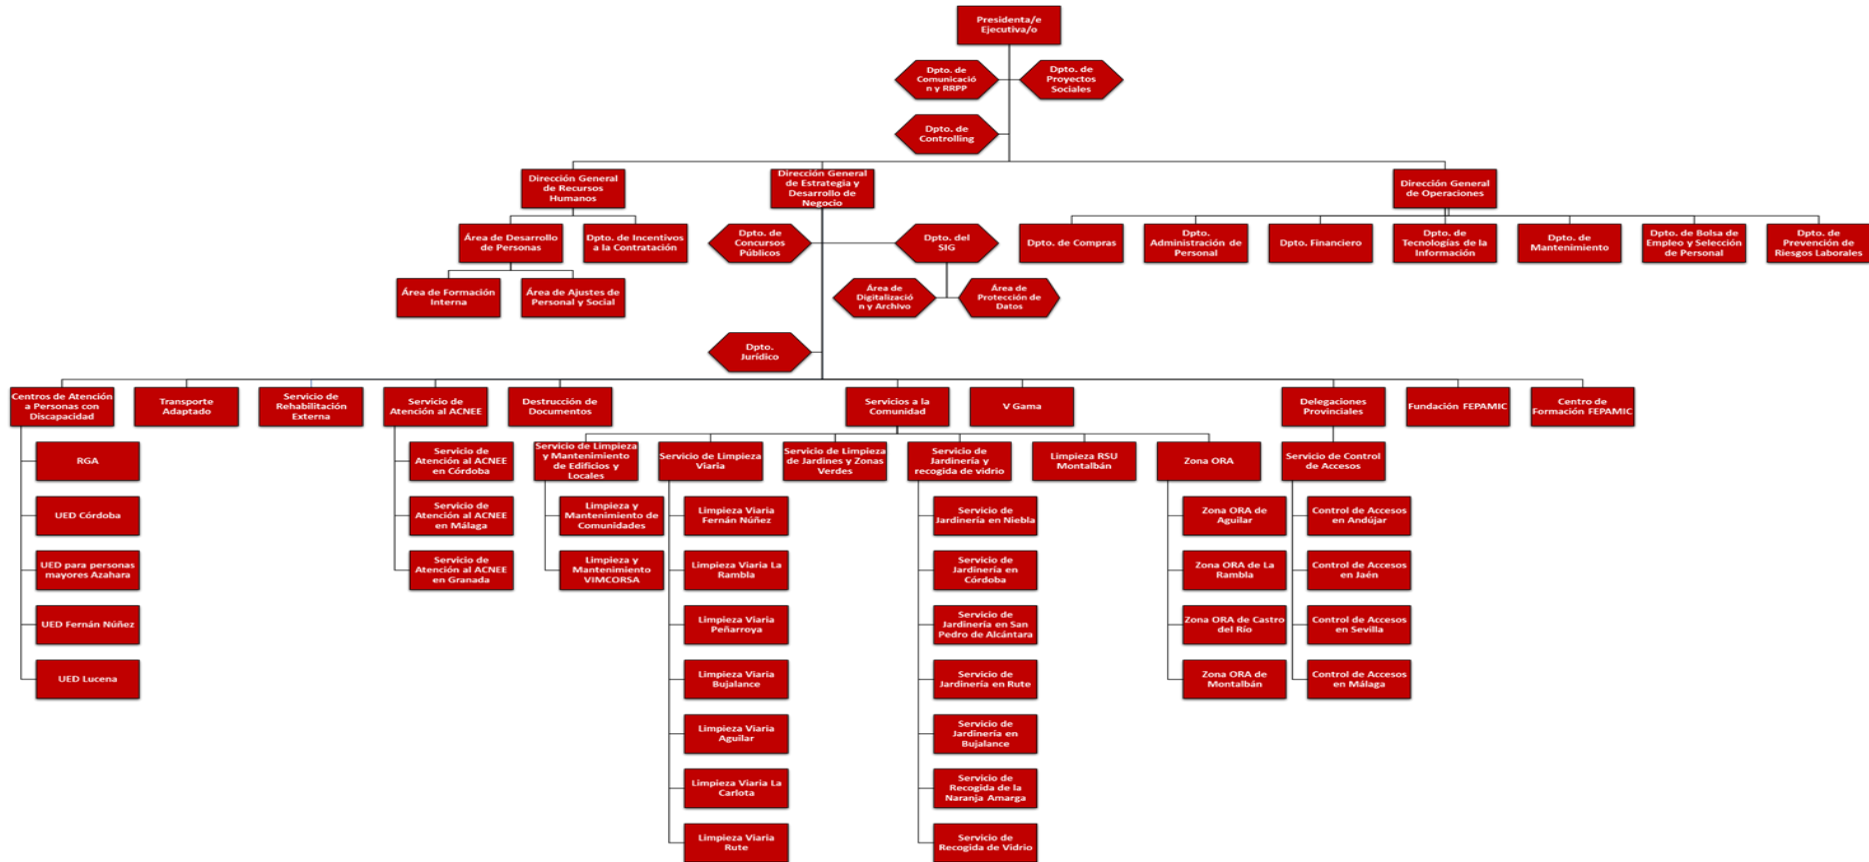 Presidenta/e
Ejecutiva/o
Dpto. de
Comunicació
n y RRPP
Dpto. de
Proyectos
Sociales
Dpto. de
Controlling
Dirección General
de Recursos
Humanos
Dirección General
de Estrategia y
Desarrollo de
Negocio
Dirección General
de Operaciones
Área de Desarrollo
de Personas
Dpto. de Incentivos
a la Contratación
Dpto. de
Concursos
Públicos
Dpto. del
SIG
Dpto. de Compras
Dpto.
Administración de
Personal
Dpto. Financiero
Dpto. de
Tecnologías de la
Información
Dpto. de
Mantenimiento
Dpto. de Bolsa de
Empleo y Selección
de Personal
Dpto. de
Prevención de
Riesgos Laborales
Área de Formación
Interna
Área de Ajustes de
Personal y Social
Área de
Digitalizació
n y Archivo
Área de
Protección de
Datos
Dpto.
Jurídico
Centros de Atención
a Personas con
Discapacidad
Transporte
Adaptado
Servicio de
Rehabilitación
Externa
Servicio de
Atención al ACNEE
Destrucción de
Documentos
Servicios a la
Comunidad
V Gama
Delegaciones
Provinciales
Fundación FEPAMIC
Centro de
Formación FEPAMIC
RGA
UED Córdoba
UED para personas
mayores Azahara
UED Fernán Núñez
UED Lucena
Servicio de
Atención al ACNEE
en Córdoba
Servicio de
Atención al ACNEE
en Málaga
Servicio de
Atención al ACNEE
en Granada
Servicio de Limpieza
y Mantenimiento
de Edificios y
Locales
Limpieza y
Mantenimiento de
Comunidades
Limpieza y
Mantenimiento
VIMCORSA
Servicio de Limpieza
Viaria
Limpieza Viaria
Fernán Núñez
Limpieza Viaria La
Rambla
Limpieza Viaria
Peñarroya
Limpieza Viaria
Bujalance
Limpieza Viaria
Aguilar
Limpieza Viaria La
Carlota
Limpieza Viaria
Rute
Servicio de Limpieza
de Jardines y Zonas
Verdes
Servicio de
Jardinería y
recogida de vidrio
Servicio de
Jardinería en Niebla
Servicio de
Jardinería en
Córdoba
Servicio de
Jardinería en San
Pedro de Alcántara
Servicio de
Jardinería en Rute
Servicio de
Jardinería en
Bujalance
Servicio de
Recogida de la
Naranja Amarga
Servicio de
Recogida de Vidrio
Limpieza RSU
Montalbán
Zona ORA
Zona ORA de
Aguilar
Zona ORA de La
Rambla
Zona ORA de Castro
del Río
Zona ORA de
Montalbán
Servicio de Control
de Accesos
Control de Accesos
en Andújar
Control de Accesos
en Jaén
Control de Accesos
en Sevilla
Control de Accesos
en Málaga